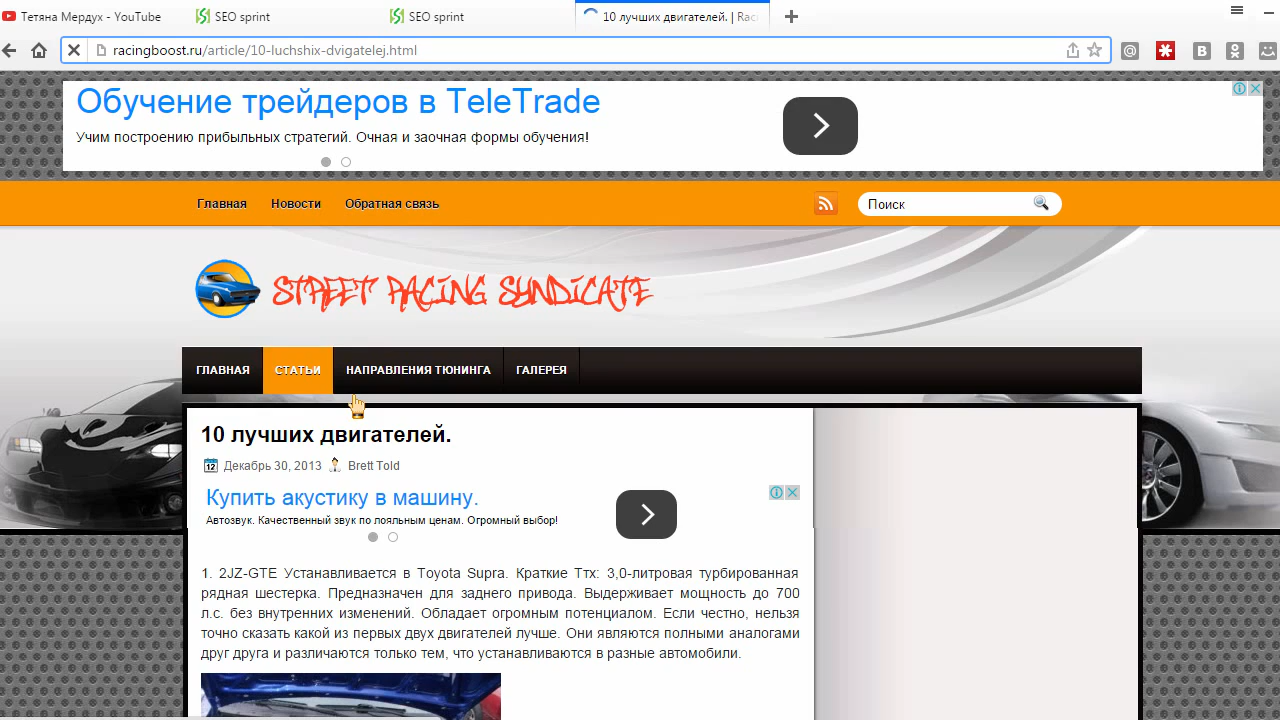 Тетяна Мердух - YouTube
SEO sprint
SEO sprint
10 лучших двигателей. | Rac
racingboost.ru/article/10-luchshix-dvigatelej.html
Обучение трейдеров в TeleTrade
Учим построению прибыльных стратегий. Очная и заочная формы обучения!
Главная Новости Обратная связь
Поиск
STREET RACING SYNDICATE
ГЛАВНАЯ СТАТЬИ НАПРАВЛЕНИЯ ТЮНИНГА ГАЛЕРЕЯ
10 лучших двигателей.
12 Декабрь 30, 2013 Brett Told
Купить акустику в машину.
Автозвук. Качественный звук по лояльным ценам. Огромный выбор!
1. 2JZ-GTE Устанавливается в Toyota Supra. Краткие Ттх: 3,0-литровая турбированная
рядная шестерка. Предназначен для заднего привода. Выдерживает мощность до 700
л.с. без внутренних изменений. Обладает огромным потенциалом. Если честно, нельзя
точно сказать какой из первых двух двигателей лучше. Они являются полными аналогами
друг друга и различаются только тем, что устанавливаются в разные автомобили.